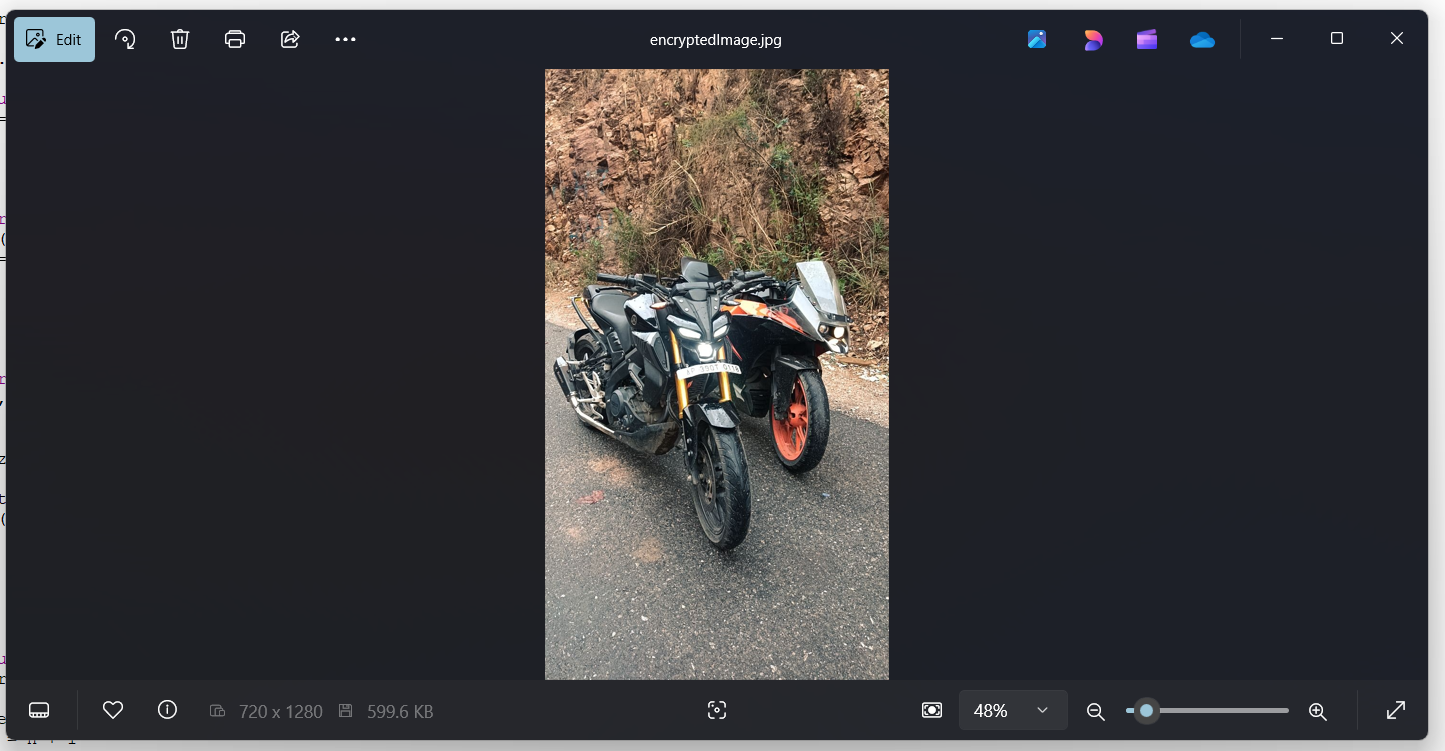 Edit
encryptedImage.jpg
720 x 1280
599.6 KB
48%